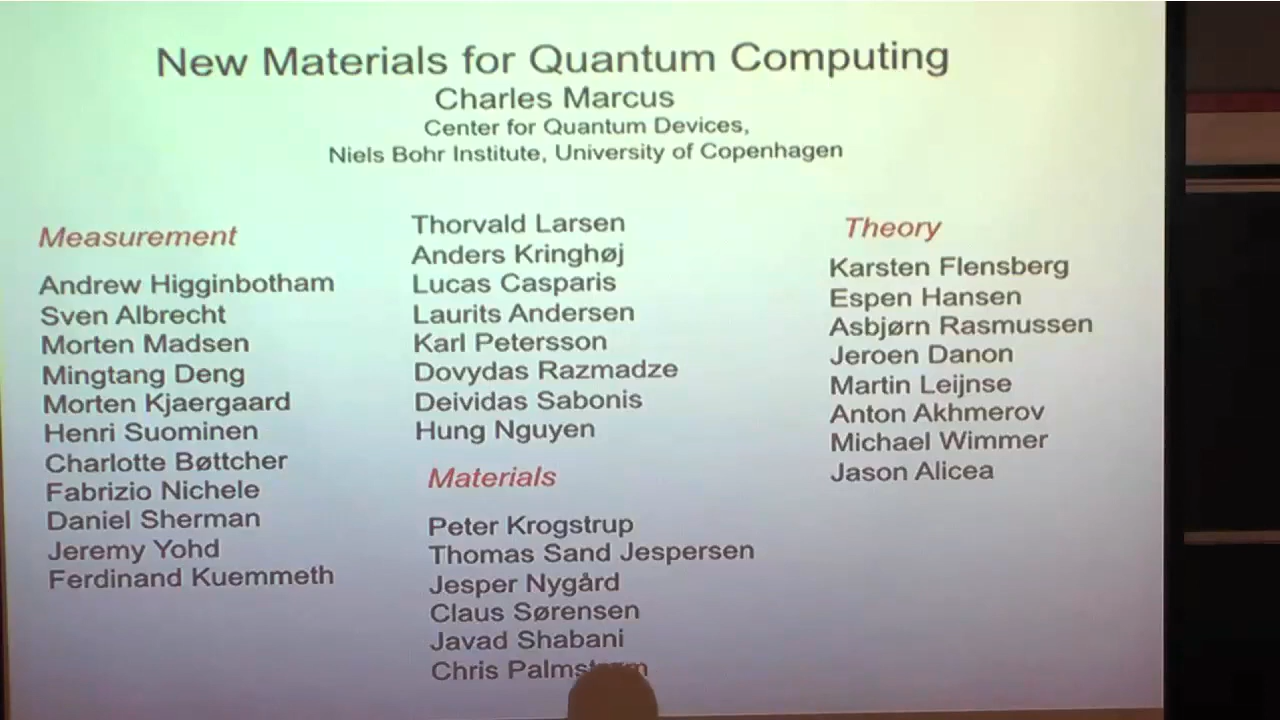 New Materials for Quantum Computing
Charles Marcus
Center for Quantum Devices,
Niels Bohr Institute, University of Copenhagen
Measurement
Andrew Higginbotham
Sven Albrecht
Morten Madsen
Mingtang Deng
Morten Kjaergaard
Henri Suominen
Charlotte Bøttcher
Fabrizio Nichele
Daniel Sherman
Jeremy Yohd
Ferdinand Kuemmeth
Thorvald Larsen
Anders Kringhøj
Lucas Casparis
Laurits Andersen
Karl Petersson
Dovydas Razmadze
Deividas Sabonis
Hung Nguyen
Materials
Peter Krogstrup
Thomas Sand Jespersen
Jesper Nygård
Claus Sørensen
Javad Shabani
Chris
Theory
Karsten Flensberg
Espen Hansen
Asbjørn Rasmussen
Jeroen Danon
Martin Leijnse
Anton Akhmerov
Michael Wimmer
Jason Alicea